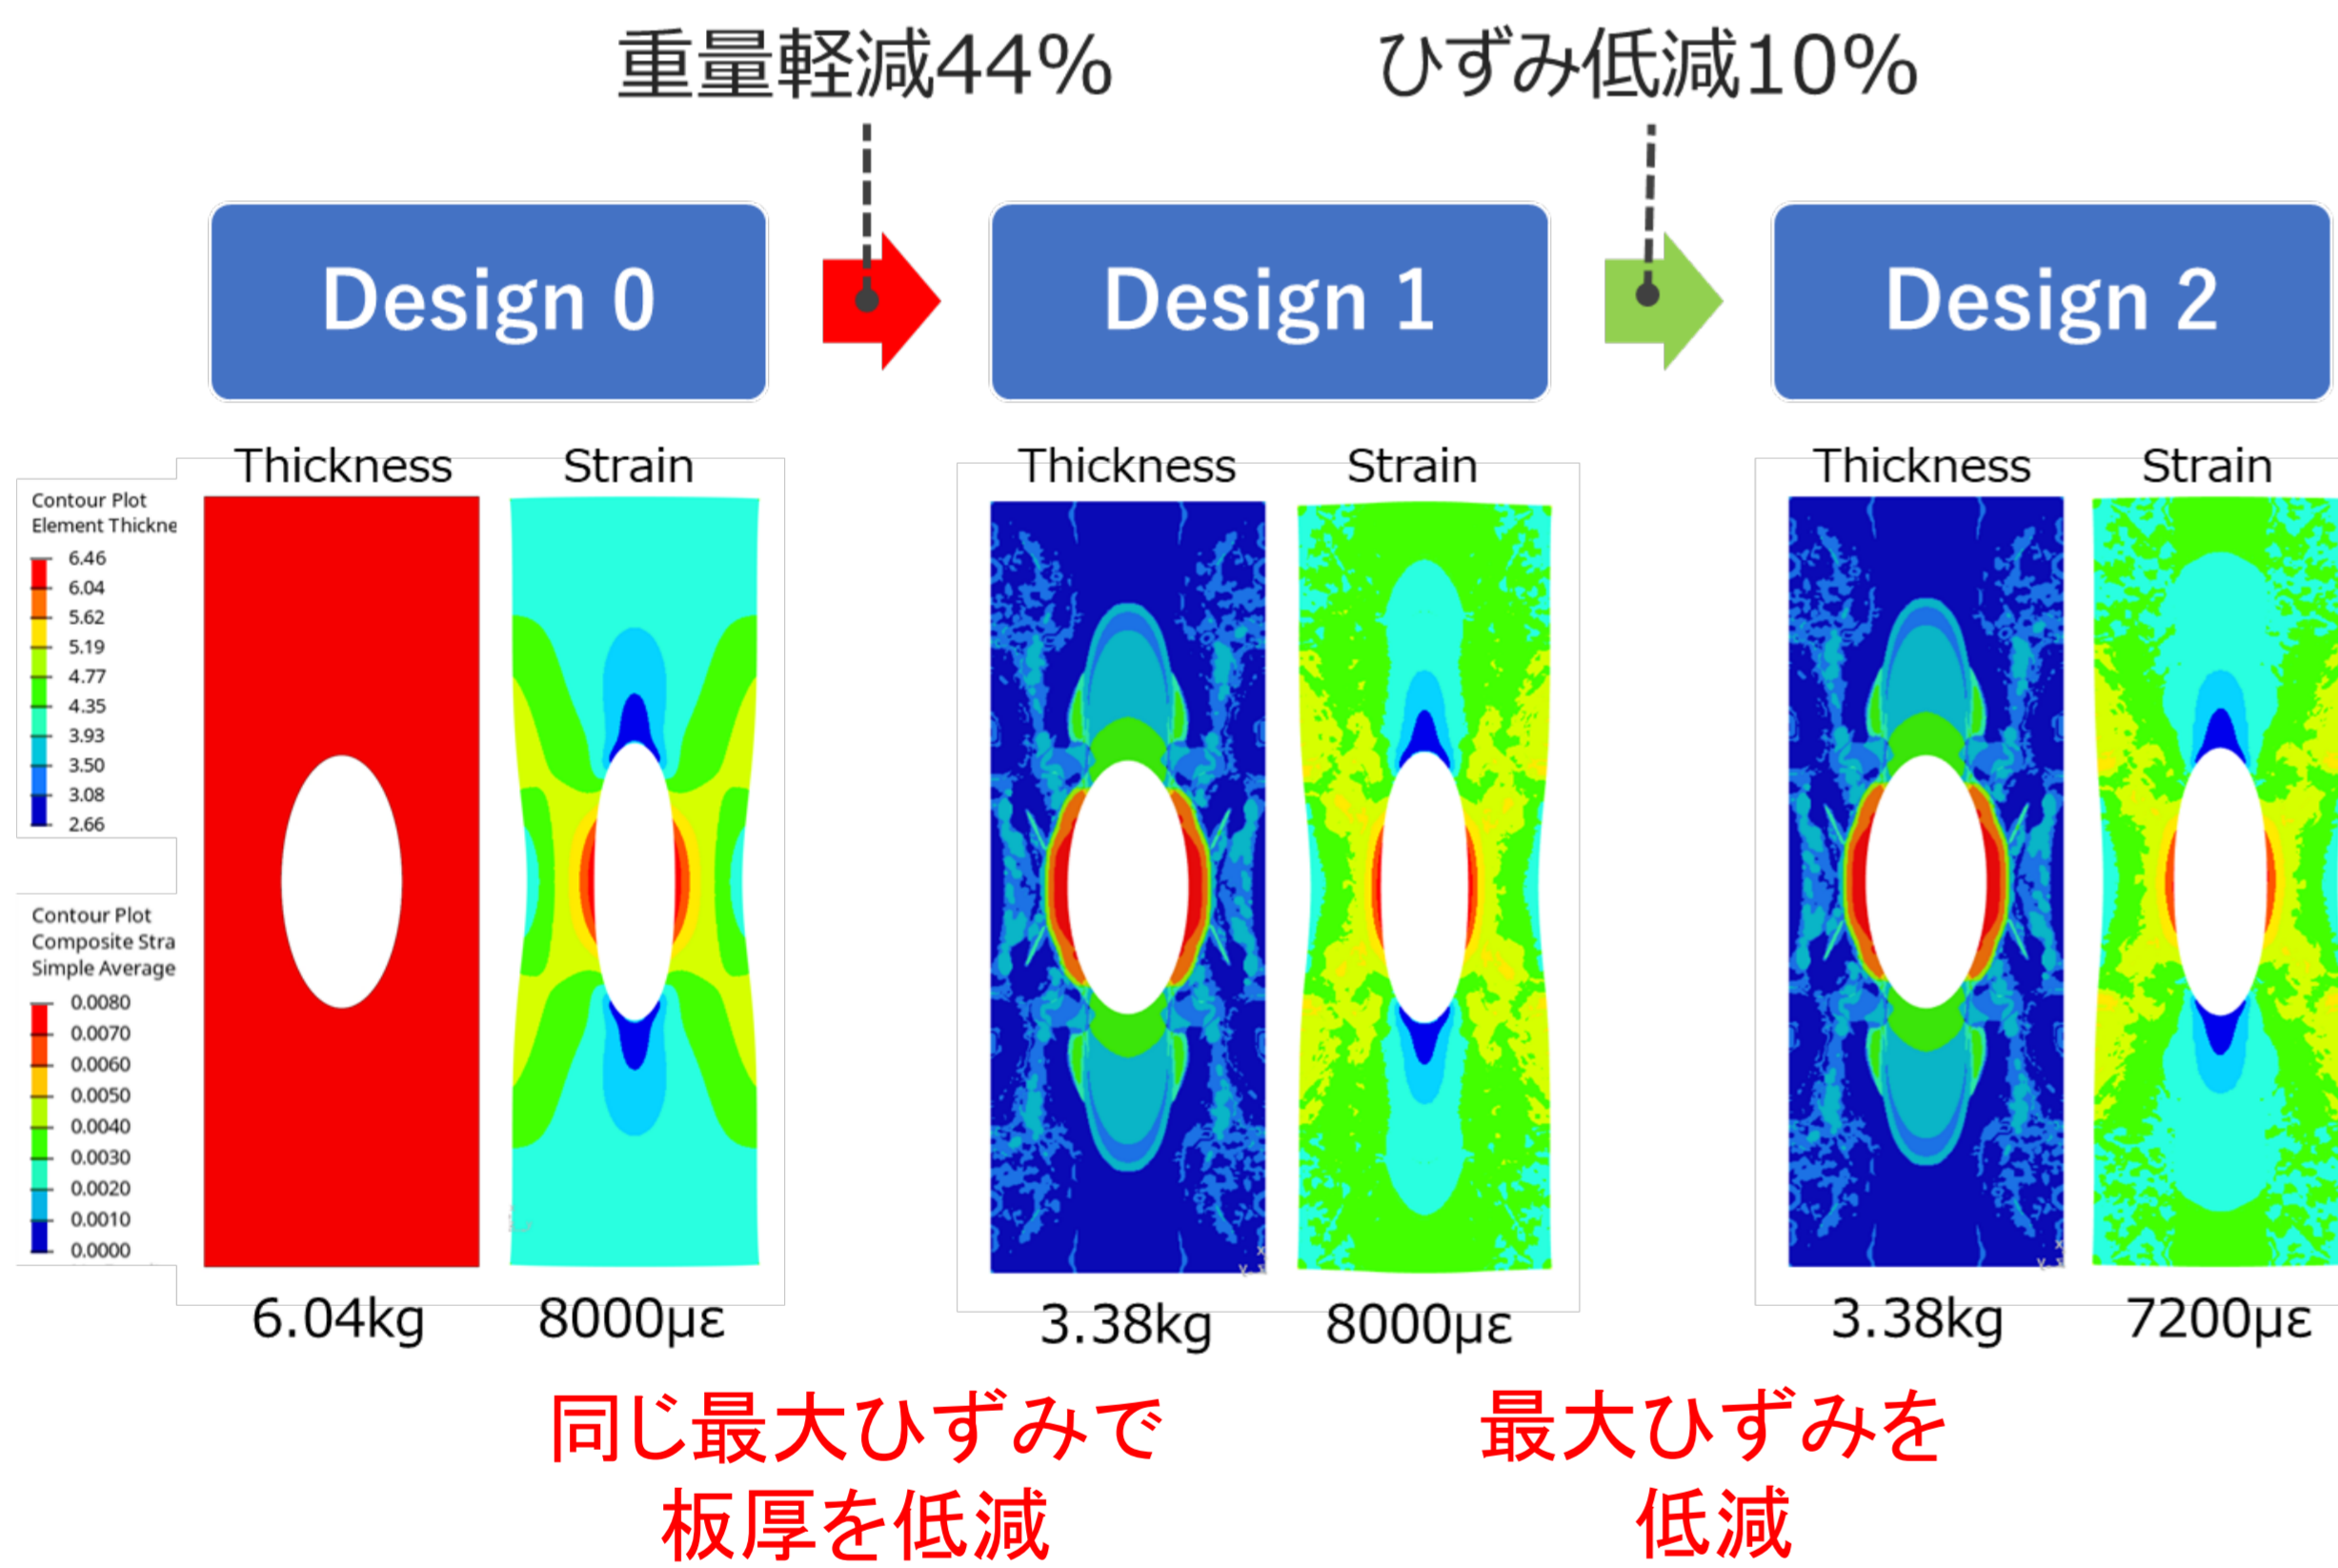 重量軽減44%
ひずみ低減10%
Design 0
Design 1
Design 2
Thickness
Strain
Thickness
Strain
Thickness
Strain
Contour Plot
Element Thickne
6.46
6.04
5.62
5.19
4.77
4.35
3.93
3.50
3.08
2.66
Contour Plot
Composite Stra
Simple Average
0.0080
0.0070
0.0060
0.0050
0.0040
0.0030
0.0020
0.0010
0.0000
6.04kg
8000με
3.38kg
8000με
3.38kg
7200με
同じ最大ひずみで
板厚を低減
最大ひずみを
低減